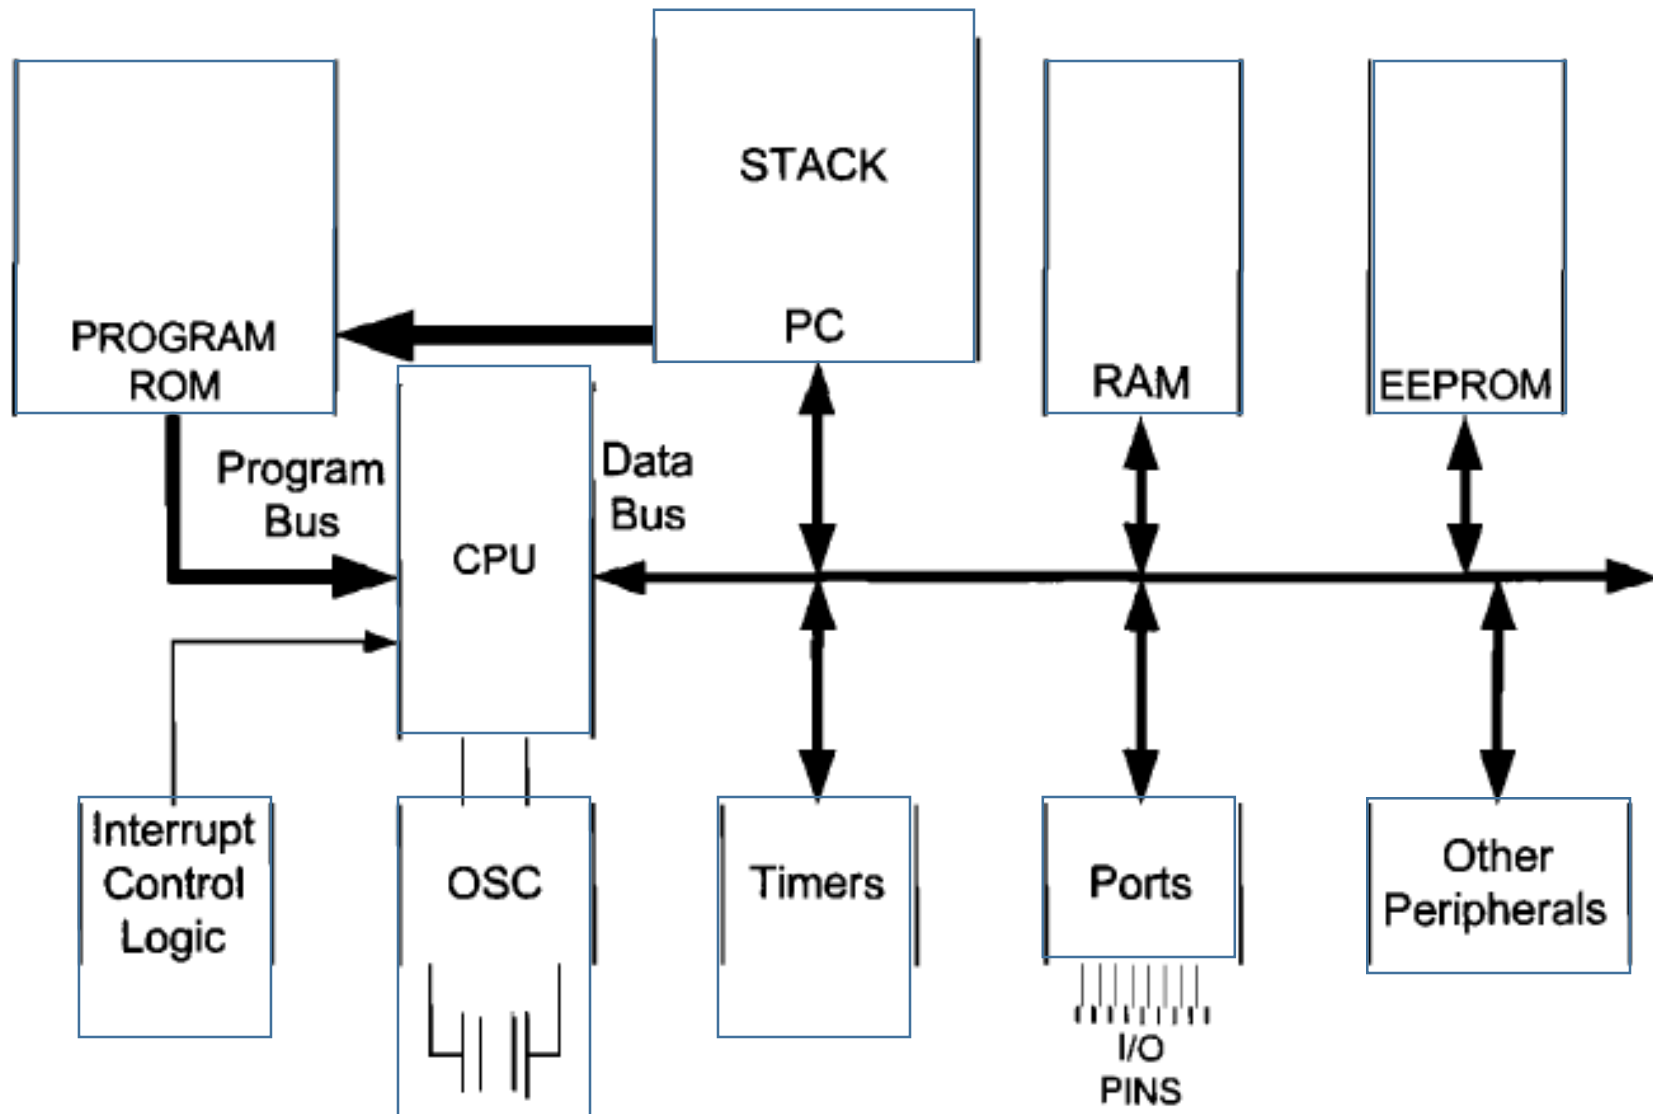 STACK
PC
PROGRAM
ROM
RAM
EEPROM
Program
Bus
Data
Bus
CPU
Interrupt
Control
Logic
OSC
Timers
Ports
Other
Peripherals
I/O
PINS